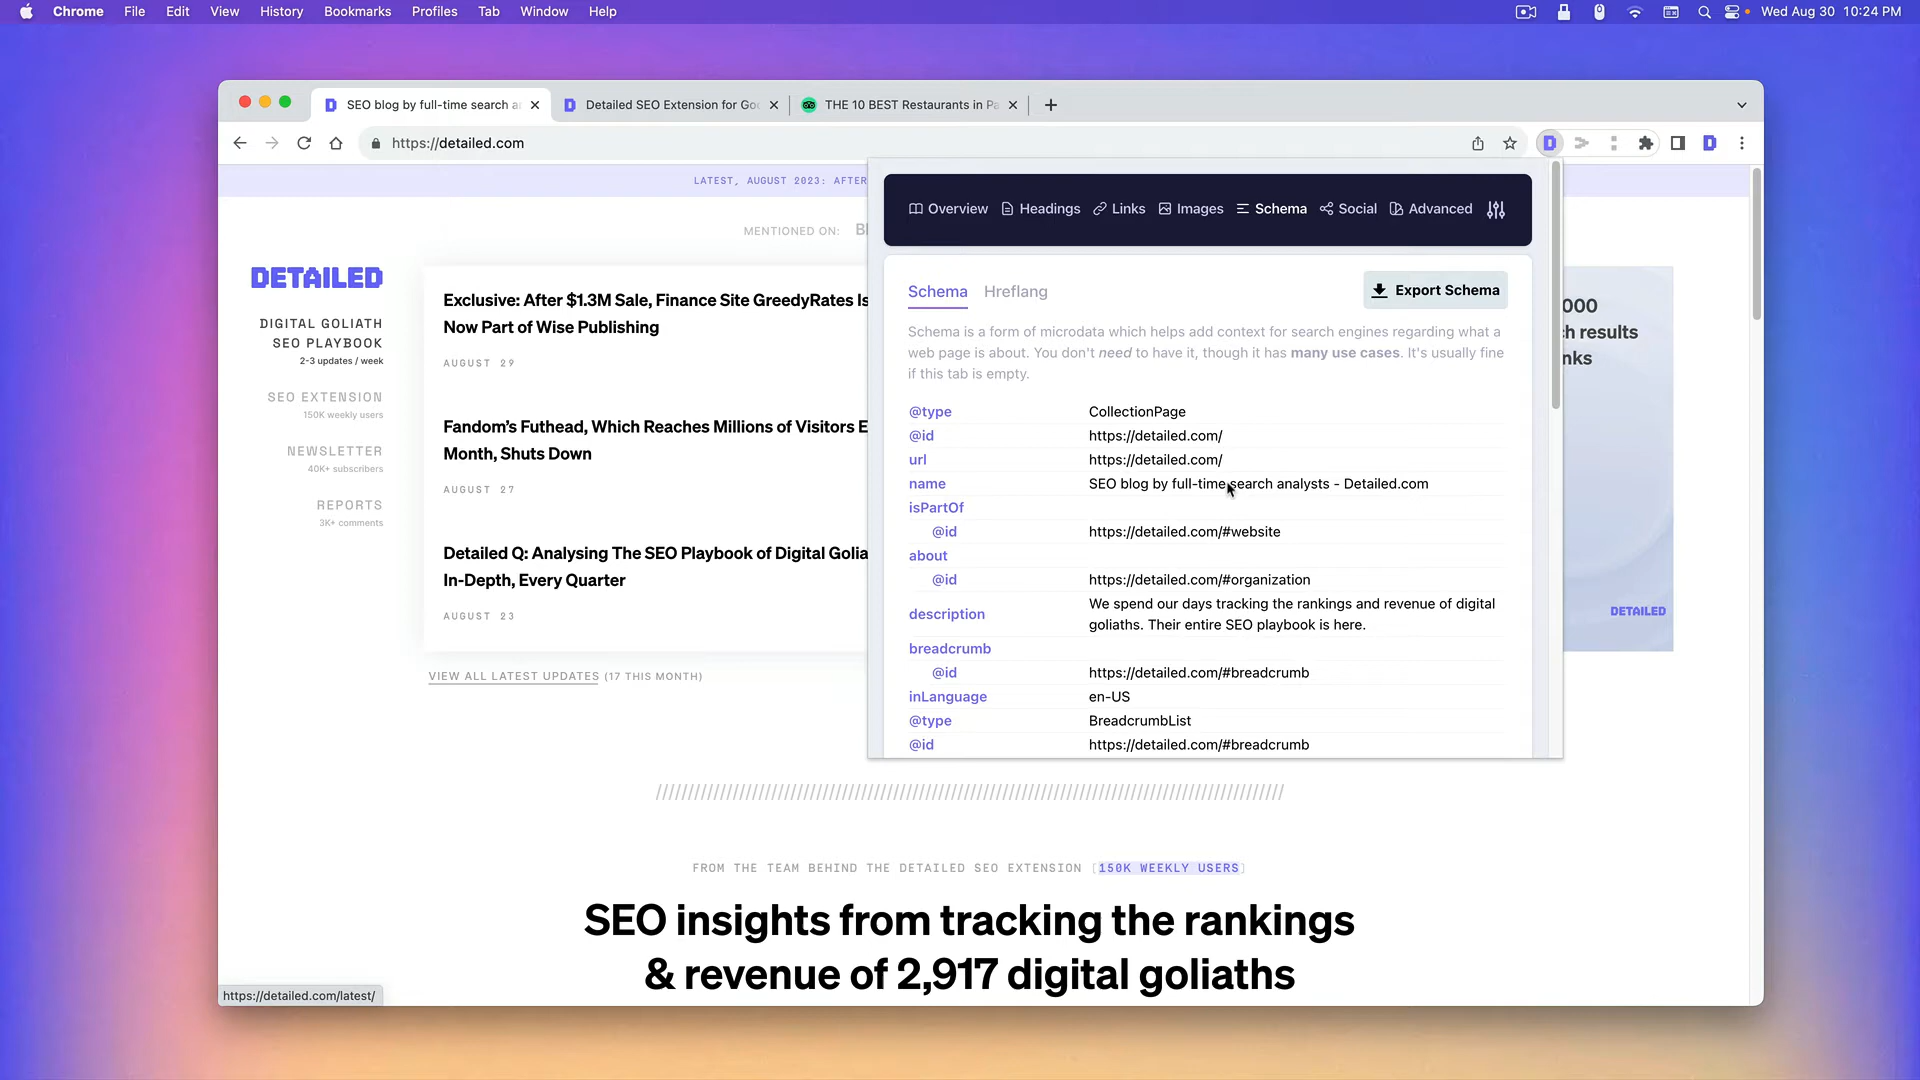 Chrome File Edit View History Bookmarks Profiles Tab Window Help
Wed Aug 30 10:24 PM
SEO blog by full-time search a
Detailed SEO Extension for Go
THE 10 BEST Restaurants in Pa
https://detailed.com
LATEST, AUGUST 2023: AFTER
MENTIONED ON:
DETAILED
DIGITAL GOLIATH
SEO PLAYBOOK
2-3 updates / week
SEO EXTENSION
150K weekly users
NEWSLETTER
40K+ subscribers
REPORTS
3K+ comments
Exclusive: After $1.3M Sale, Finance Site GreedyRates Is
Now Part of Wise Publishing
AUGUST 29
Fandom’s Futhead, Which Reaches Millions of Visitors E
Month, Shuts Down
AUGUST 27
Detailed Q: Analysing The SEO Playbook of Digital Golia
In-Depth, Every Quarter
AUGUST 23
VIEW ALL LATEST UPDATES (17 THIS MONTH)
Overview Headings Links Images Schema Social Advanced
Schema Hreflang
Export Schema
Schema is a form of microdata which helps add context for search engines regarding what a
web page is about. You don't need to have it, though it has many use cases. It's usually fine
if this tab is empty.
@type CollectionPage
@id https://detailed.com/
url https://detailed.com/
name SEO blog by full-time search analysts - Detailed.com
isPartOf
@id https://detailed.com/#website
about
@id https://detailed.com/#organization
description We spend our days tracking the rankings and revenue of digital
goliaths. Their entire SEO playbook is here.
breadcrumb
@id https://detailed.com/#breadcrumb
inLanguage en-US
@type BreadcrumbList
@id https://detailed.com/#breadcrumb
000
h results
nks
DETAILED
FROM THE TEAM BEHIND THE DETAILED SEO EXTENSION [150K WEEKLY USERS]
SEO insights from tracking the rankings
& revenue of 2,917 digital goliaths
https://detailed.com/latest/